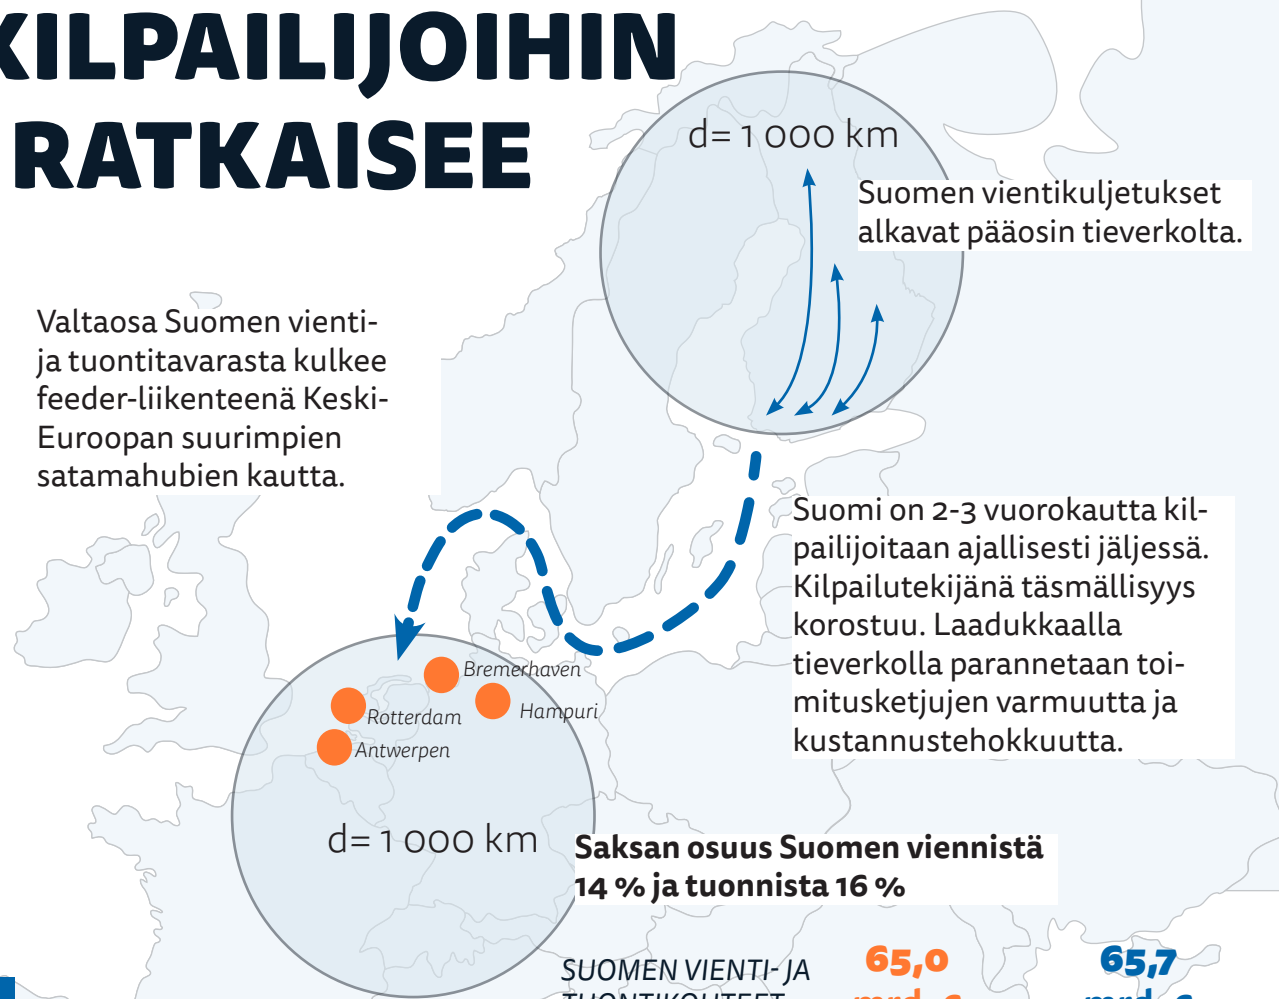 KILPAILIJOIHIN
RATKAISEE
d= 1 000 km
Suomen vientikuljetukset
alkavat pääosin tieverkolta.
Valtaosa Suomen vienti-
ja tuontitavarasta kulkee
feeder-liikenteenä Keski-
Euroopan suurimpien
satamahubien kautta.
Suomi on 2-3 vuorokautta kil-
pailijoitaan ajallisesti jäljessä.
Kilpailutekijänä täsmällisyys
korostuu. Laadukkaalla
tieverkolla parannetaan toi-
mitusketjujen varmuutta ja
kustannustehokkuutta.
Bremerhaven
Hampuri
Rotterdam
Antwerpen
d= 1 000 km
Saksan osuus Suomen viennistä
14 % ja tuonnista 16 %
SUOMEN VIENTI- JA
TUONTIKOHTEET
65,0
mrd. €
65,7
mrd. €